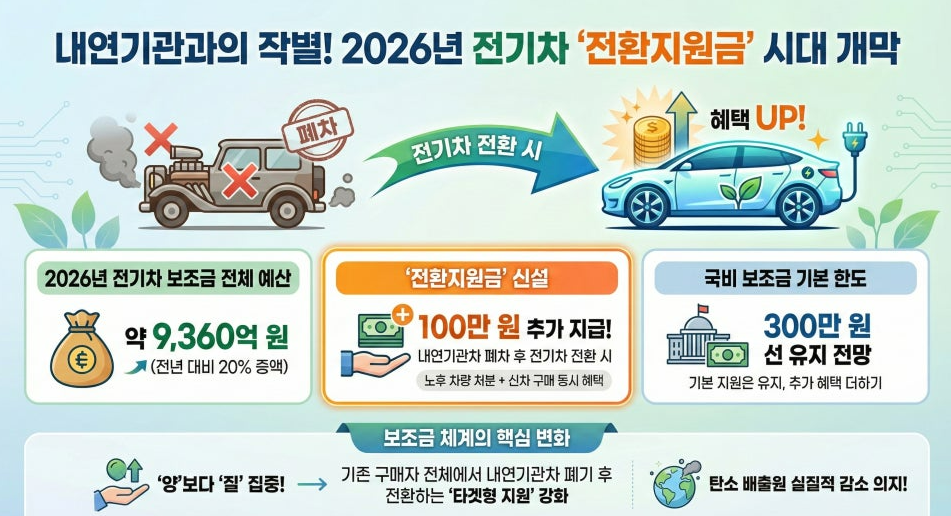 내연기관과의 작별! 2026년 전기차 '전환지원금' 시대 개막
폐차
전기차 전환 시
혜택 UP!
2026년 전기차 보조금 전체 예산
약 9,360억 원
(전년 대비 20% 증액)
'전환지원금' 신설
100만 원 추가 지급!
내연기관차 폐차 후 전기차 전환 시
노후 차량 처분 + 신차 구매 동시 혜택
국비 보조금 기본 한도
300만 원
선 유지 전망
기본 지원은 유지, 추가 혜택 더하기
보조금 체계의 핵심 변화
'양'보다 '질' 집중!
기존 구매자 전체에서 내연기관차 폐기 후
전환하는 '타겟형 지원' 강화
탄소 배출원 실질적 감소 의지!